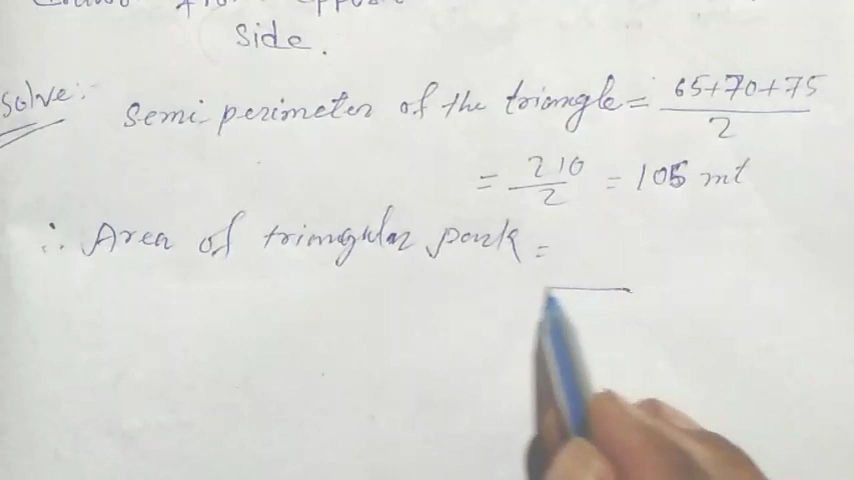 side.
Solve:-
Semi perimeter of the triangle = 65+70+75 / 2
= 210 / 2 = 105 mt
∴ Area of triangular park =